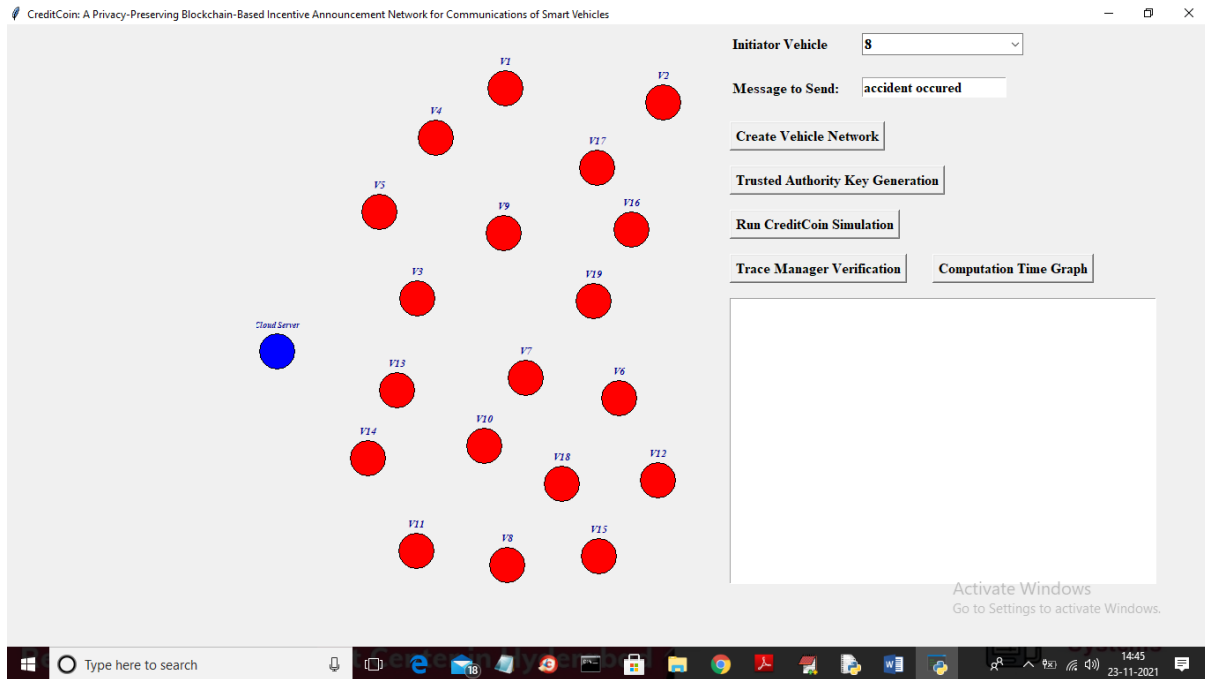 CreditCoin: A Privacy-Preserving Blockchain-Based Incentive Announcement Network for Communications of Smart Vehicles
Initiator Vehicle 8
Message to Send: accident occured
Create Vehicle Network
Trusted Authority Key Generation
Run CreditCoin Simulation
Trace Manager Verification Computation Time Graph
V1
V2
V4
V17
V5
V9
V16
V3
V19
Cloud Server
V13
V7
V6
V14
V10
V18
V12
V11
V8
V15
Activate Windows
Go to Settings to activate Windows.
Type here to search
18
14:45
23-11-2021